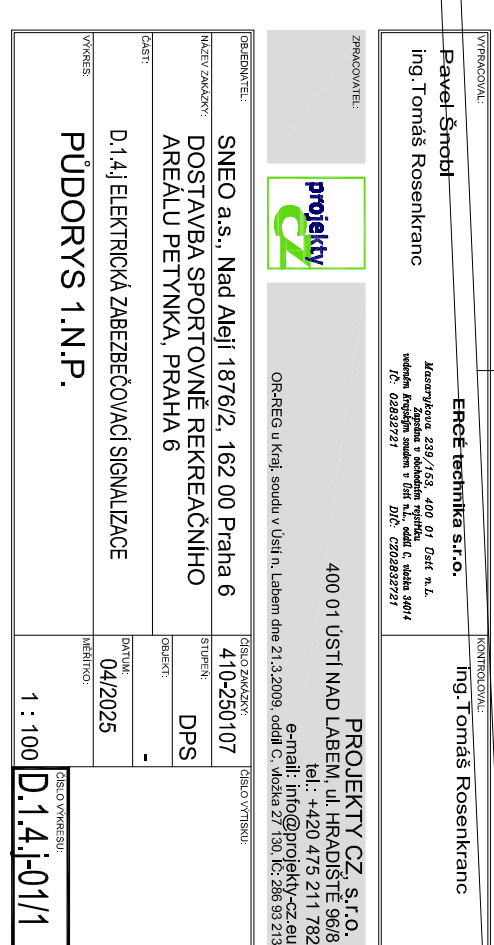 VYPRACOVAL:
Pavel Šnobl
ing.Tomáš Rosenkranc
ERCÉ technika s.r.o.
Masarykova 239/153, 400 01 Ústí n.L.
Zapsána v obchodním rejstříku
vedeném Krajským soudem v Ústí n.L., oddíl C, vložka 34014
IČ: 02832721 DIČ: CZ02832721
KONTROLOVAL:
ing.Tomáš Rosenkranc
ZPRACOVATEL:
projekty
CZ
PROJEKTY CZ, s.r.o.
400 01 ÚSTÍ NAD LABEM, ul. HRADIŠTĚ 96/8
tel.: +420 475 211 782
e-mail: info@projekty-cz.eu
OR-REG u Kraj. soudu v Ústí n. Labem dne 21.3.2009, oddíl C, vložka 27 130, IČ: 286 93 213
OBJEDNATEL:
SNEO a.s., Nad Alejí 1876/2, 162 00 Praha 6
NÁZEV ZAKÁZKY:
DOSTAVBA SPORTOVNĚ REKREAČNÍHO
AREÁLU PETYNKA, PRAHA 6
ČÁST:
D.1.4.j ELEKTRICKÁ ZABEZBEČOVACÍ SIGNALIZACE
VÝKRES:
PŮDORYS 1.N.P.
ČÍSLO ZAKÁZKY:
410-250107
STUPEŇ:
DPS
OBJEKT:
-
DATUM:
04/2025
MĚŘÍTKO:
1 : 100
ČÍSLO VÝTISKU:
ČÍSLO VÝKRESU:
D.1.4.j-01/1